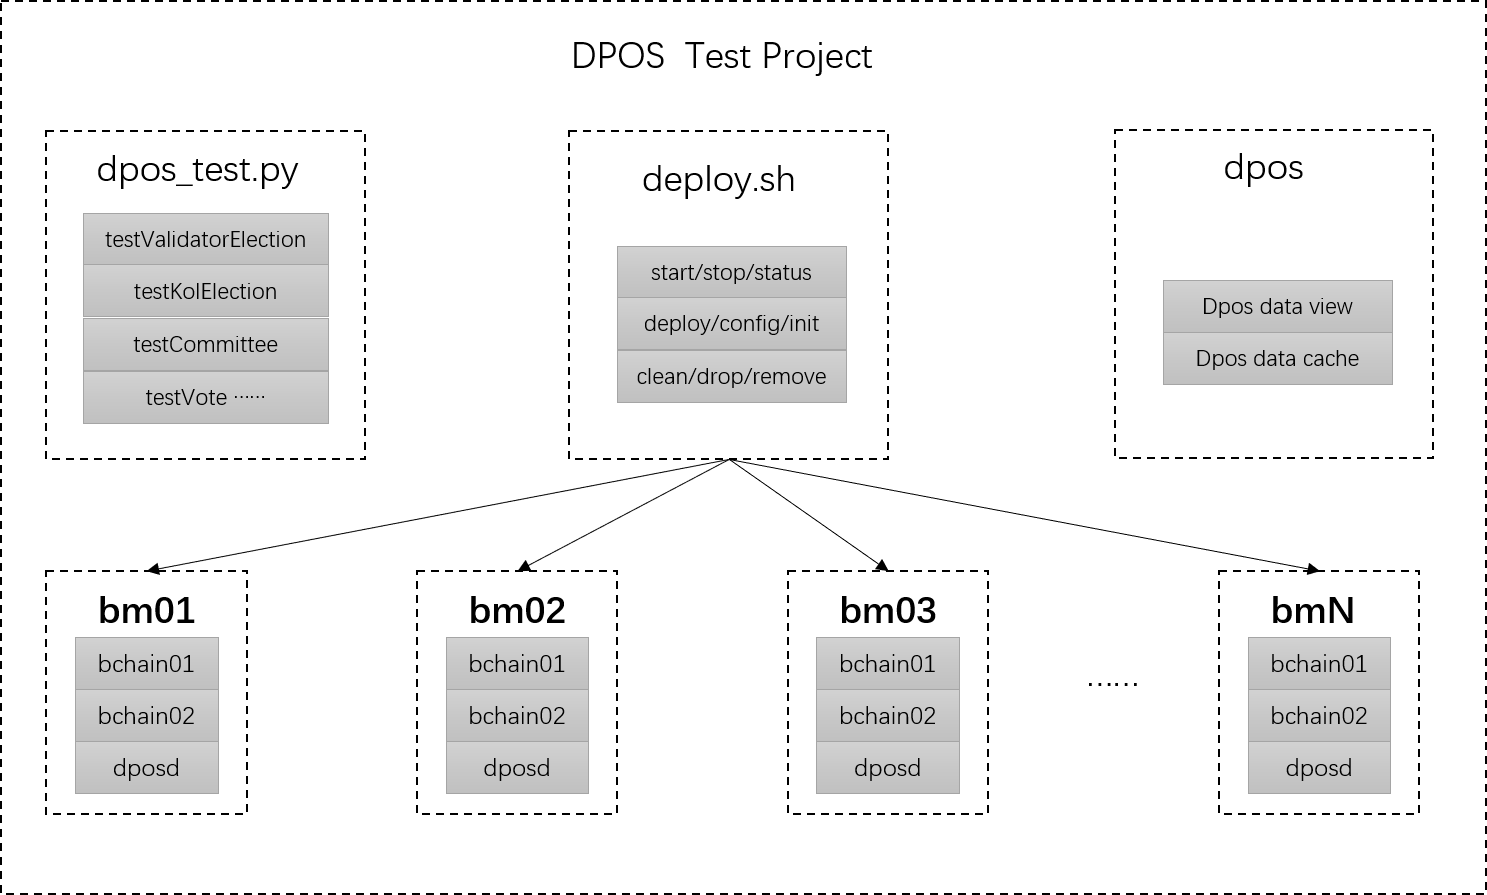 DPOS Test Project
dpos_test.py
testValidatorElection
testKolElection
testCommittee
testVote ······
deploy.sh
start/stop/status
deploy/config/init
clean/drop/remove
dpos
Dpos data view
Dpos data cache
bm01
bchain01
bchain02
dposd
bm02
bchain01
bchain02
dposd
bm03
bchain01
bchain02
dposd
……
bmN
bchain01
bchain02
dposd